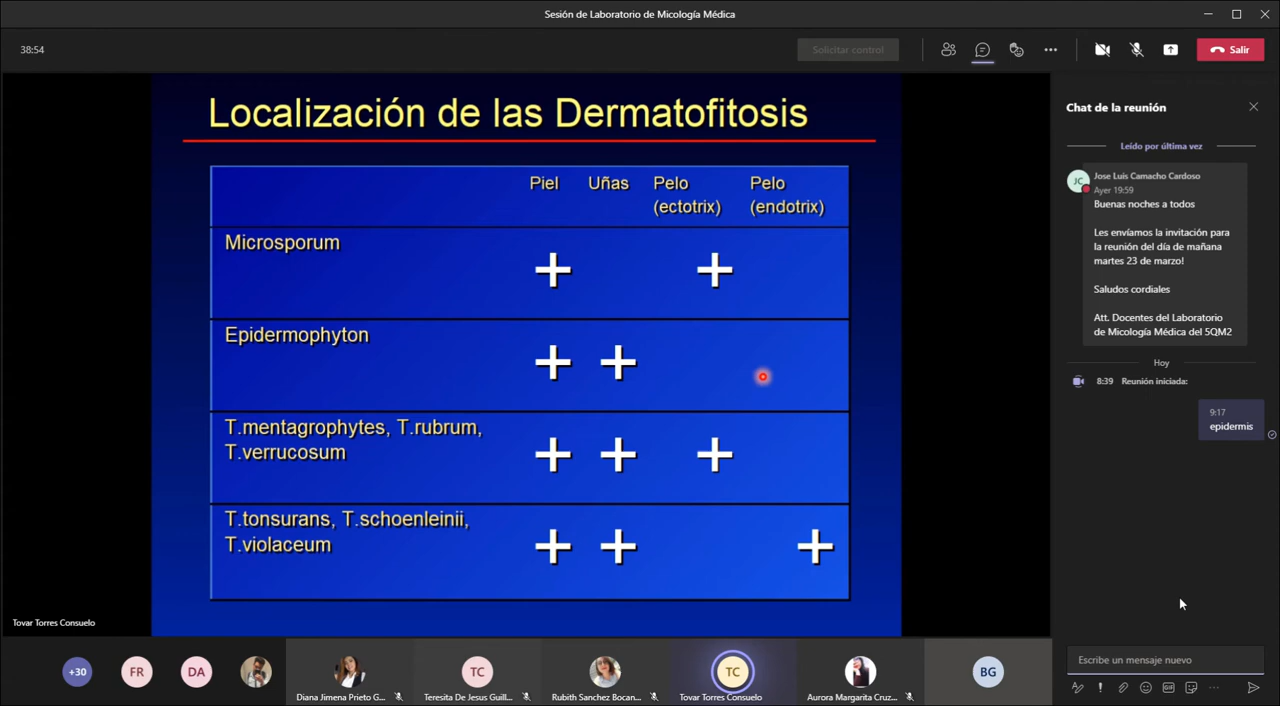 Sesión de Laboratorio de Micología Médica
38:54
Solicitar control
Salir
Localización de las Dermatofitosis
Piel Uñas Pelo Pelo
(ectotrix) (endotrix)
Microsporum
+ +
Epidermophyton
+ +
T.mentagrophytes, T.rubrum,
T.verrucosum
+ + +
T.tonsurans, T.schoenleinii,
T.violaceum
+ + +
Tovar Torres Consuelo
+30
FR
DA
Diana Jimena Prieto G...
TC
Teresita De Jesus Guill...
Rubith Sanchez Bocan...
TC
Tovar Torres Consuelo
Aurora Margarita Cruz...
BG
Chat de la reunión
Leído por última vez
JC
Jose Luis Camacho Cardoso
Ayer 19:59
Buenas noches a todos
Les envíamos la invitación para
la reunión del día de mañana
martes 23 de marzo!
Saludos cordiales
Att. Docentes del Laboratorio
de Micología Médica del 5QM2
Hoy
8:39 Reunión iniciada:
9:17
epidermis
Escribe un mensaje nuevo
GIF